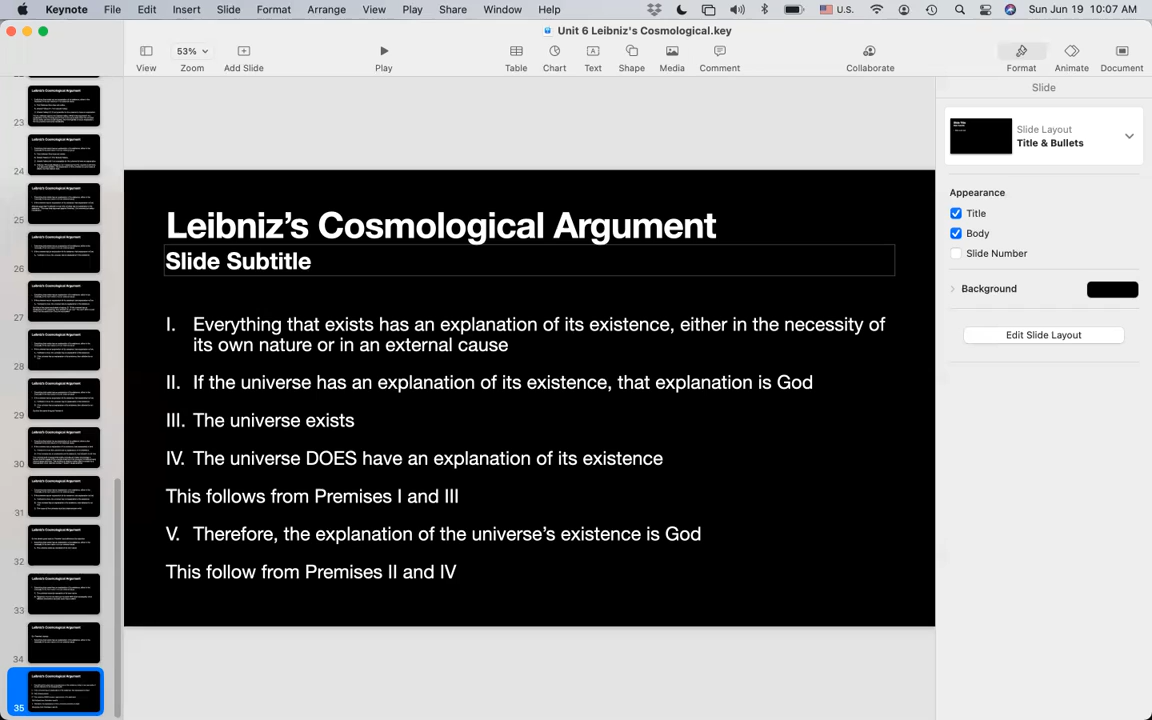 Keynote File Edit Insert Slide Format Arrange View Play Share Window Help U.S. Sun Jun 19 10:07 AM
Unit 6 Leibniz's Cosmological.key
53%
View Zoom Add Slide Play Table Chart Text Shape Media Comment Collaborate Format Animate Document
Slide
Slide Layout
Title & Bullets
Appearance
Title
Body
Slide Number
Background
Edit Slide Layout
Leibniz’s Cosmological Argument
Slide Subtitle
I. Everything that exists has an explanation of its existence, either in the necessity of
its own nature or in an external cause
II. If the universe has an explanation of its existence, that explanation is God
III. The universe exists
IV. The universe DOES have an explanation of its existence
This follows from Premises I and III
V. Therefore, the explanation of the universe’s existence is God
This follow from Premises II and IV
23
24
25
26
27
28
29
30
31
32
33
34
35